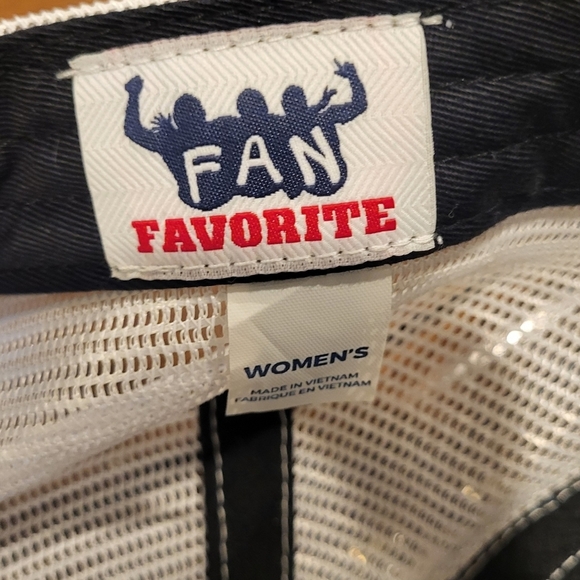 FAN
FAVORITE
WOMEN'S
MADE IN VIETNAM
FABRIQUE EN VIETNAM